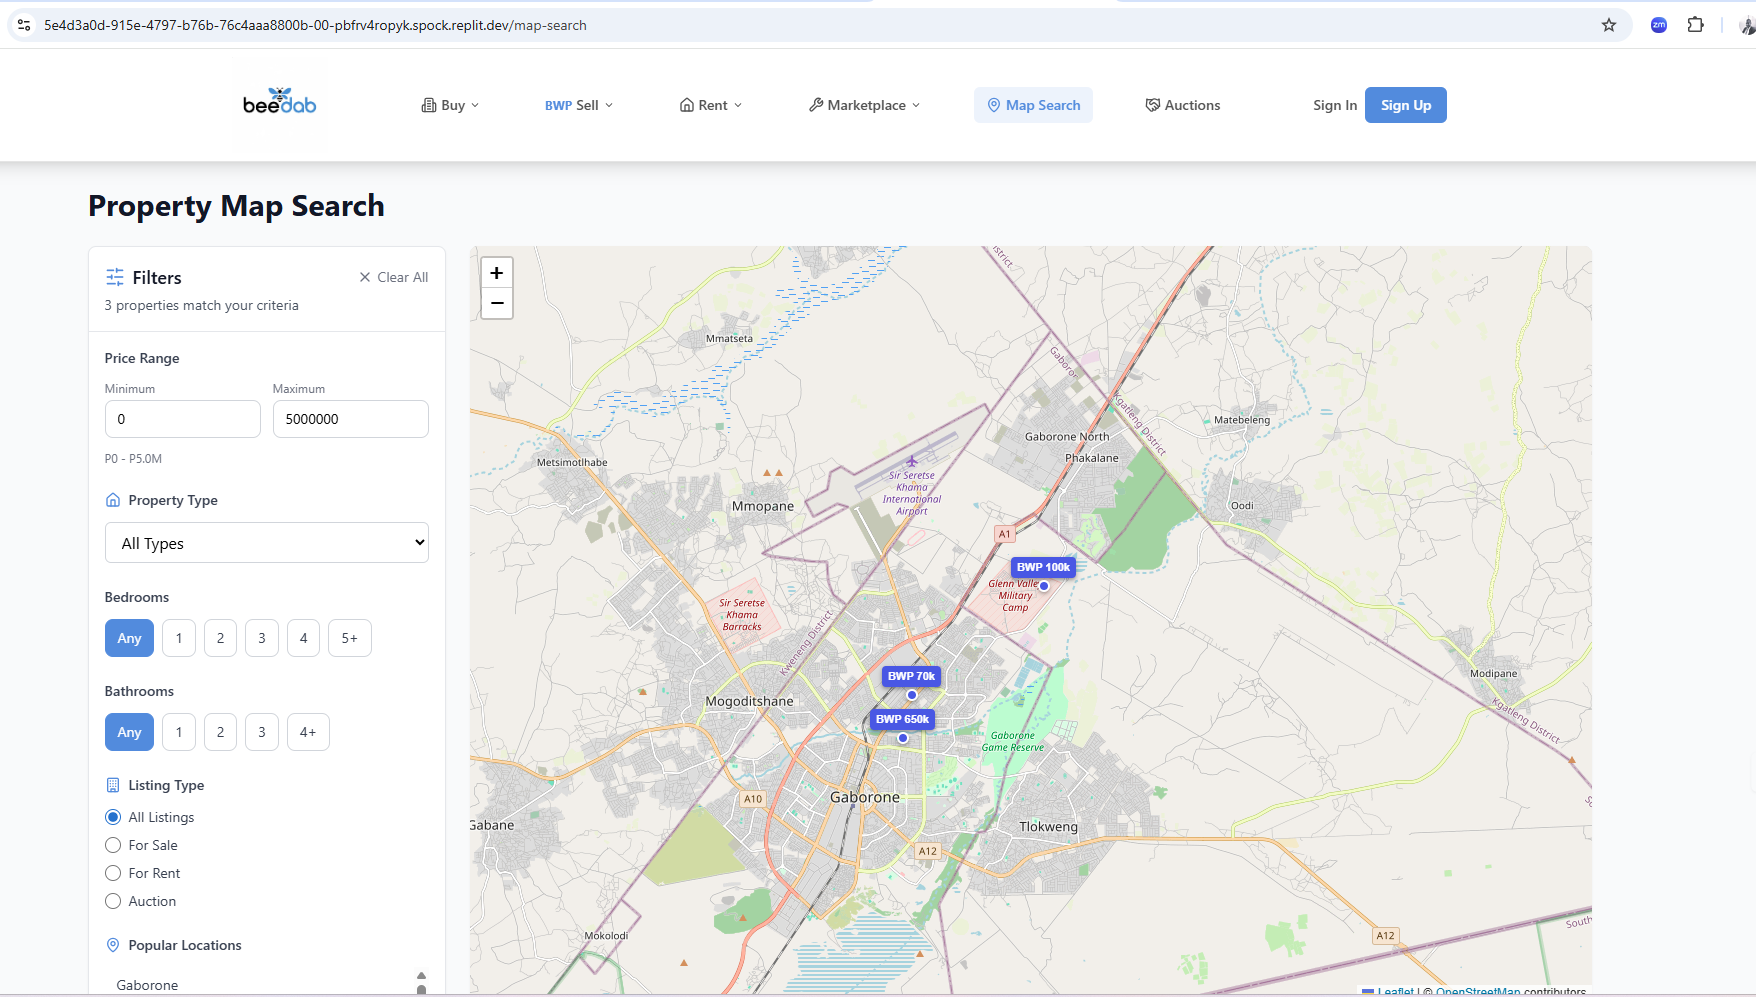 5e4d3a0d-915e-4797-b76b-76c4aaa8800b-00-pbfrv4ropyk.spock.replit.dev/map-search
zm
beedab
Buy
BWP Sell
Rent
Marketplace
Map Search
Auctions
Sign In
Sign Up
Property Map Search
Filters
Clear All
3 properties match your criteria
Price Range
Minimum
Maximum
0
5000000
P0 - P5.0M
Property Type
All Types
Bedrooms
Any
1
2
3
4
5+
Bathrooms
Any
1
2
3
4+
Listing Type
All Listings
For Sale
For Rent
Auction
Popular Locations
Gaborone
+
−
Mmatseta
Gaboron
Kgatleng District
Matebeleng
Gaborone North
Phakalane
Metsimotlhabe
Sir Seretse
Khama
International
Airport
Mmopane
Oodi
A1
BWP 100k
Glenn Valle
Military
Camp
Sir Seretse
Khama
Barracks
Kweneng District
BWP 70k
Modipane
Mogoditshane
Kgatleng District
BWP 650k
Gaborone
Game Reserve
A10
Gaborone
Gabane
Tlokweng
A12
Mokolodi
A12
South
Leaflet | © OpenStreetMap contributors